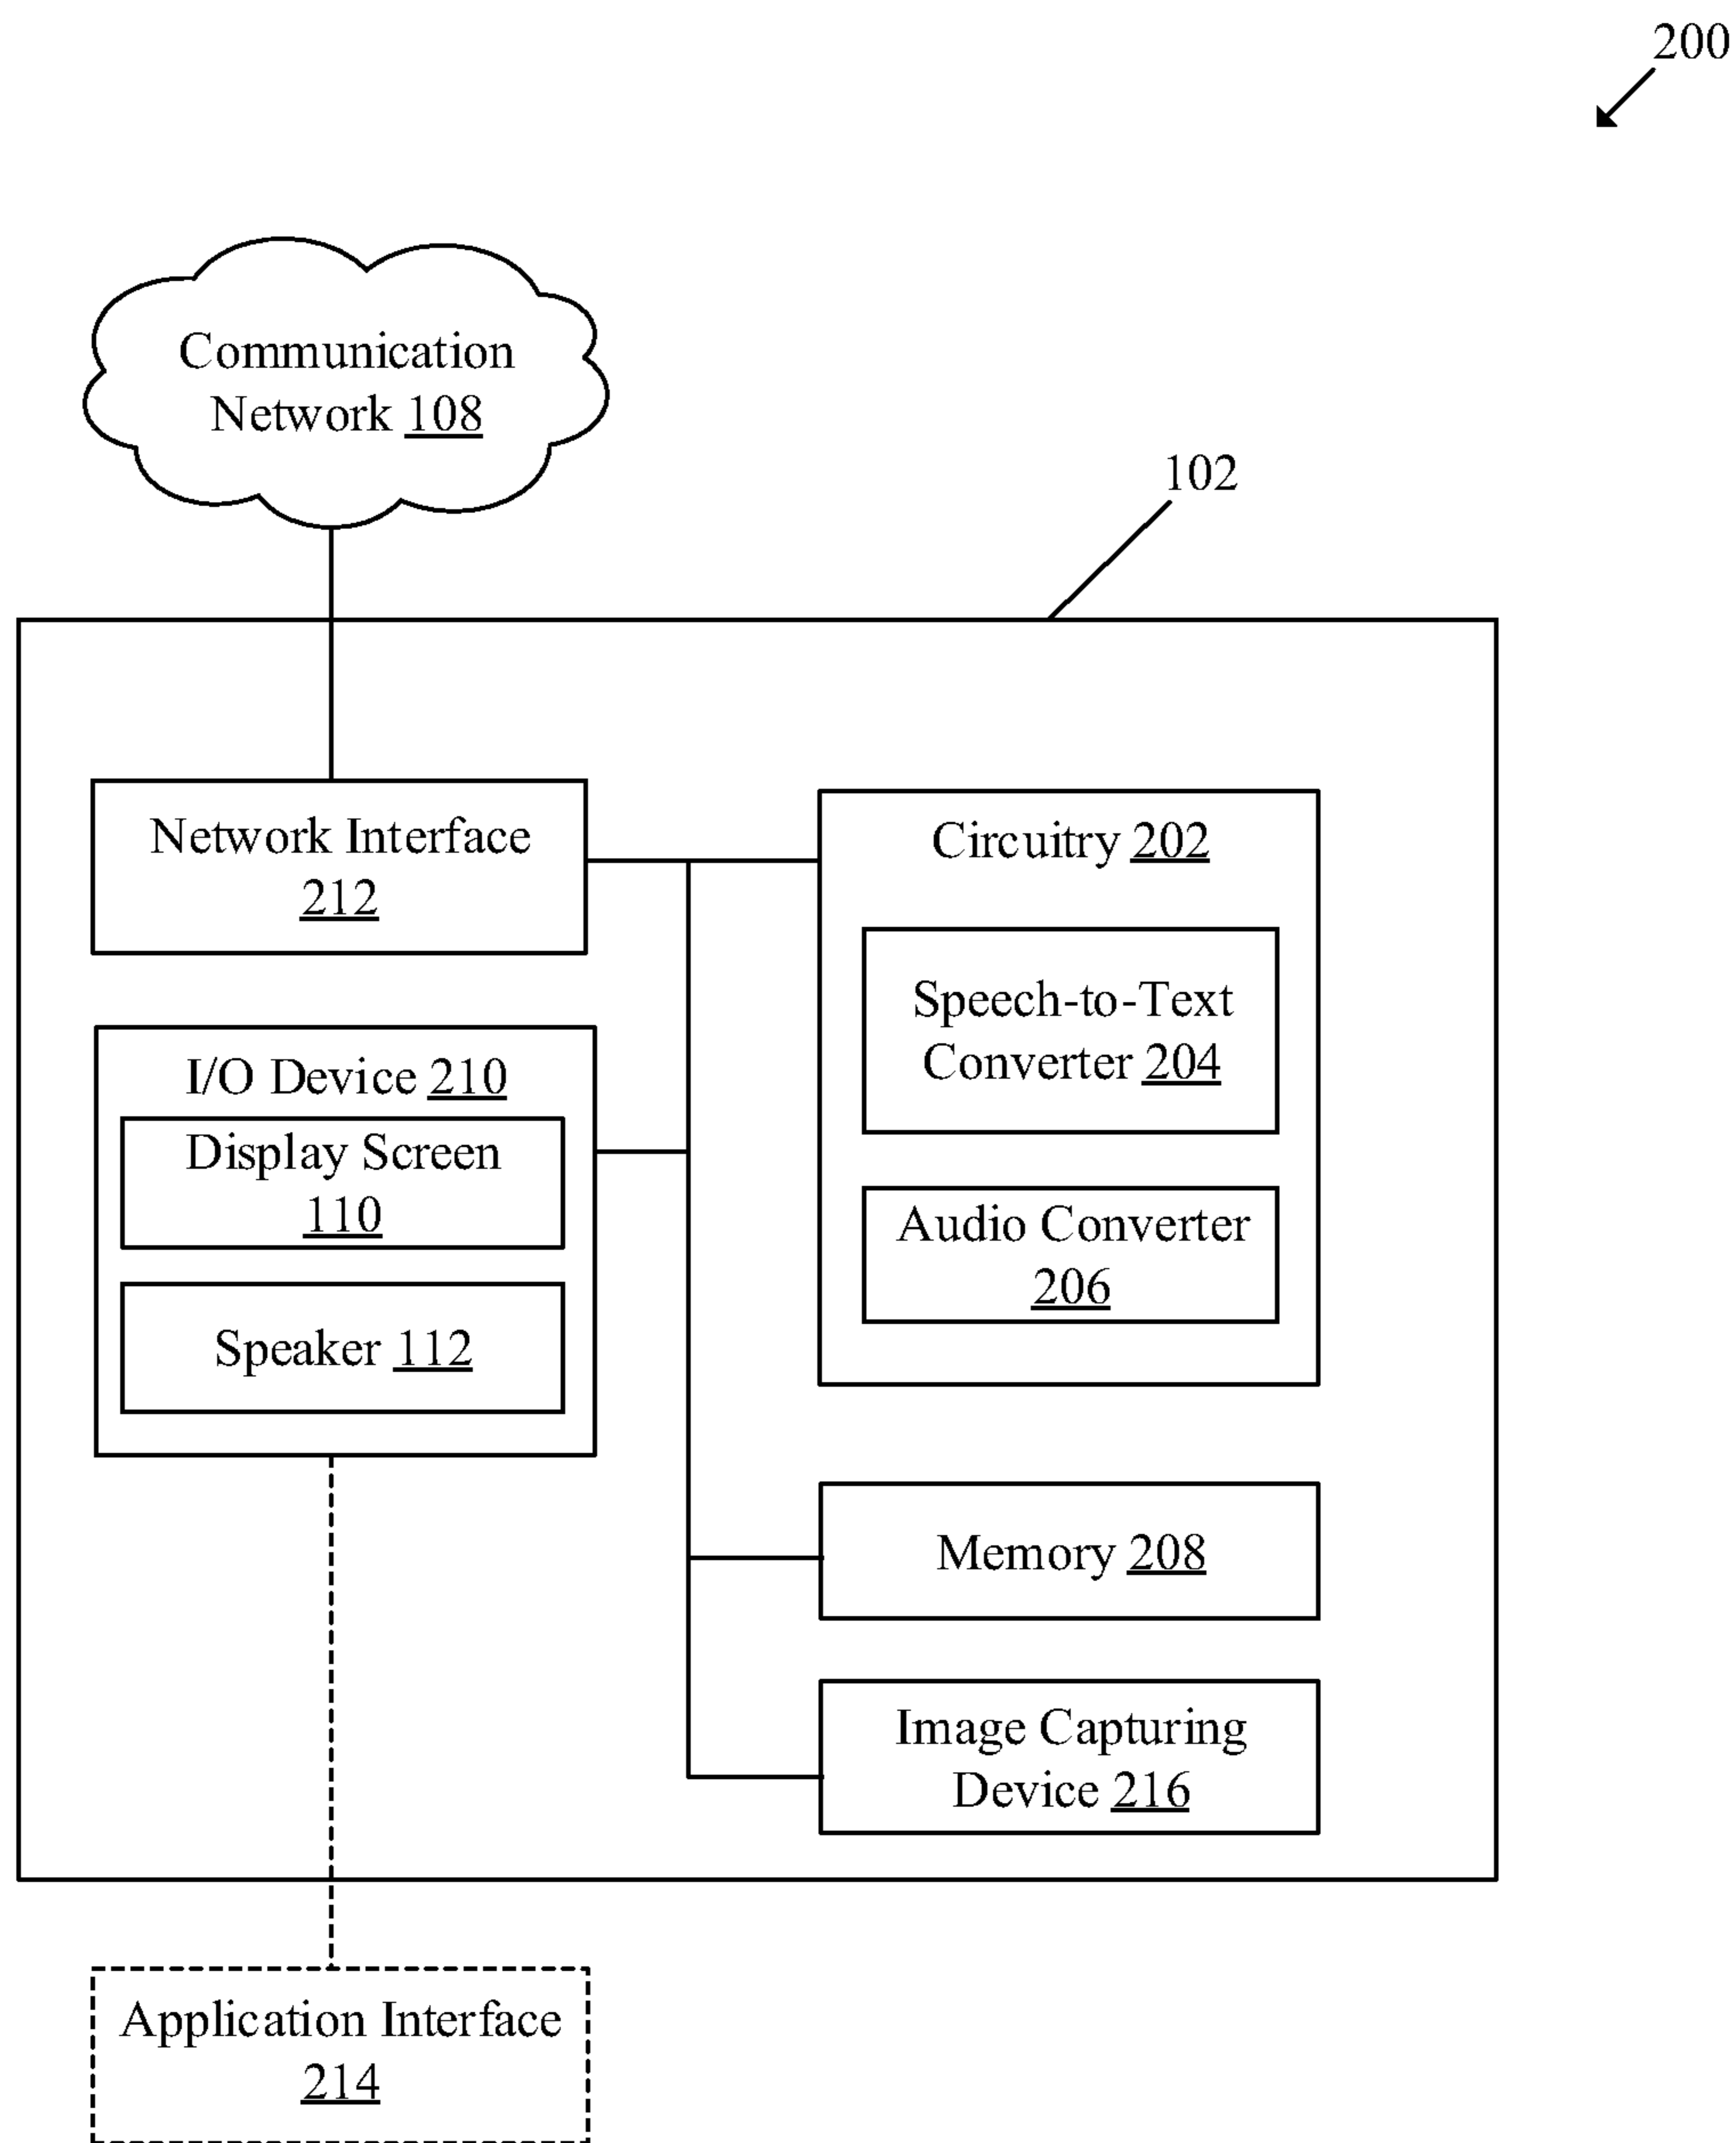 200
Communication
Network 108
102
Network Interface
212
Circuitry 202
Speech-to-Text
Converter 204
Audio Converter
206
I/O Device 210
Display Screen
110
Speaker 112
Memory 208
Image Capturing
Device 216
Application Interface
214